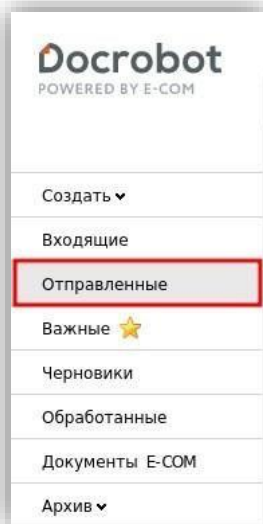 Docrobot
POWERED BY E-COM
Создать
Входящие
Отправленные
Важные
Черновики
Обработанные
Документы E-COM
Архив